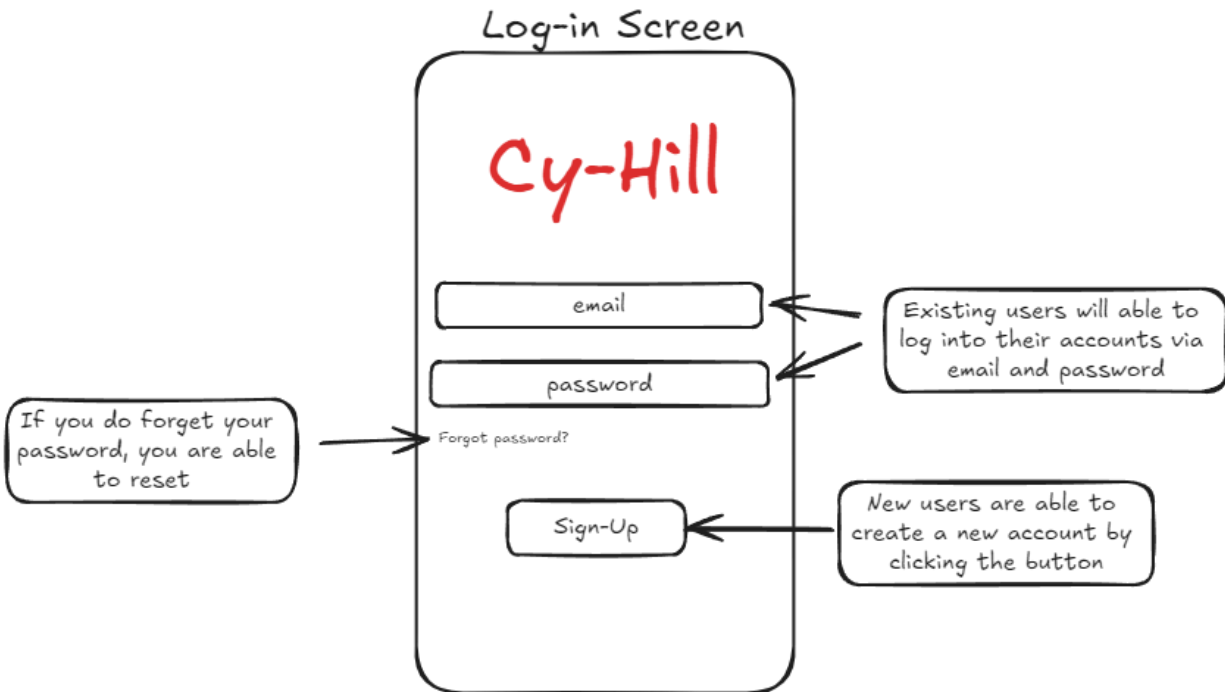 Log-in Screen
Cy-Hill
email
password
Forgot password?
Sign-Up
Existing users will able to
log into their accounts via
email and password
If you do forget your
password, you are able
to reset
New users are able to
create a new account by
clicking the button